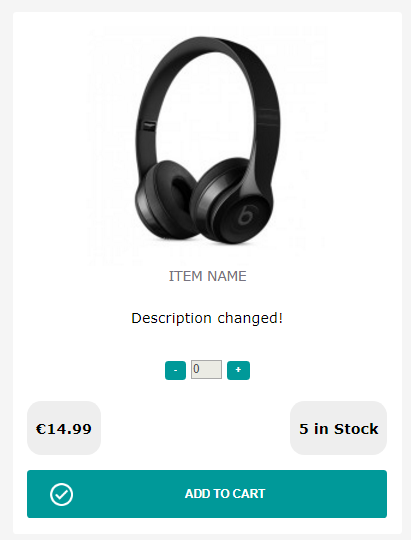 ITEM NAME
Description changed!
- 0 +
€14.99
5 in Stock
ADD TO CART